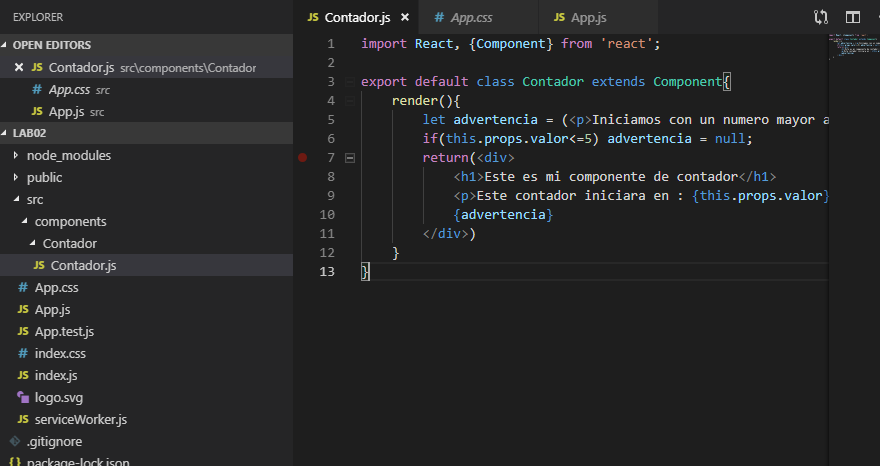 EXPLORER
OPEN EDITORS
JS Contador.js src\components\Contador
# App.css src
JS App.js src
LAB02
node_modules
public
src
components
Contador
JS Contador.js
# App.css
JS App.js
JS App.test.js
# index.css
JS index.js
logo.svg
JS serviceWorker.js
.gitignore
{} package-lock.json
JS Contador.js # App.css JS App.js
1 import React, {Component} from 'react';
2
3 export default class Contador extends Component{
4 render(){
5 let advertencia = (<p>Iniciamos con un numero mayor a
6 if(this.props.valor<=5) advertencia = null;
7 return(<div>
8 <h1>Este es mi componente de contador</h1>
9 <p>Este contador iniciara en : {this.props.valor}
10 {advertencia}
11 </div>)
12 }
13 }